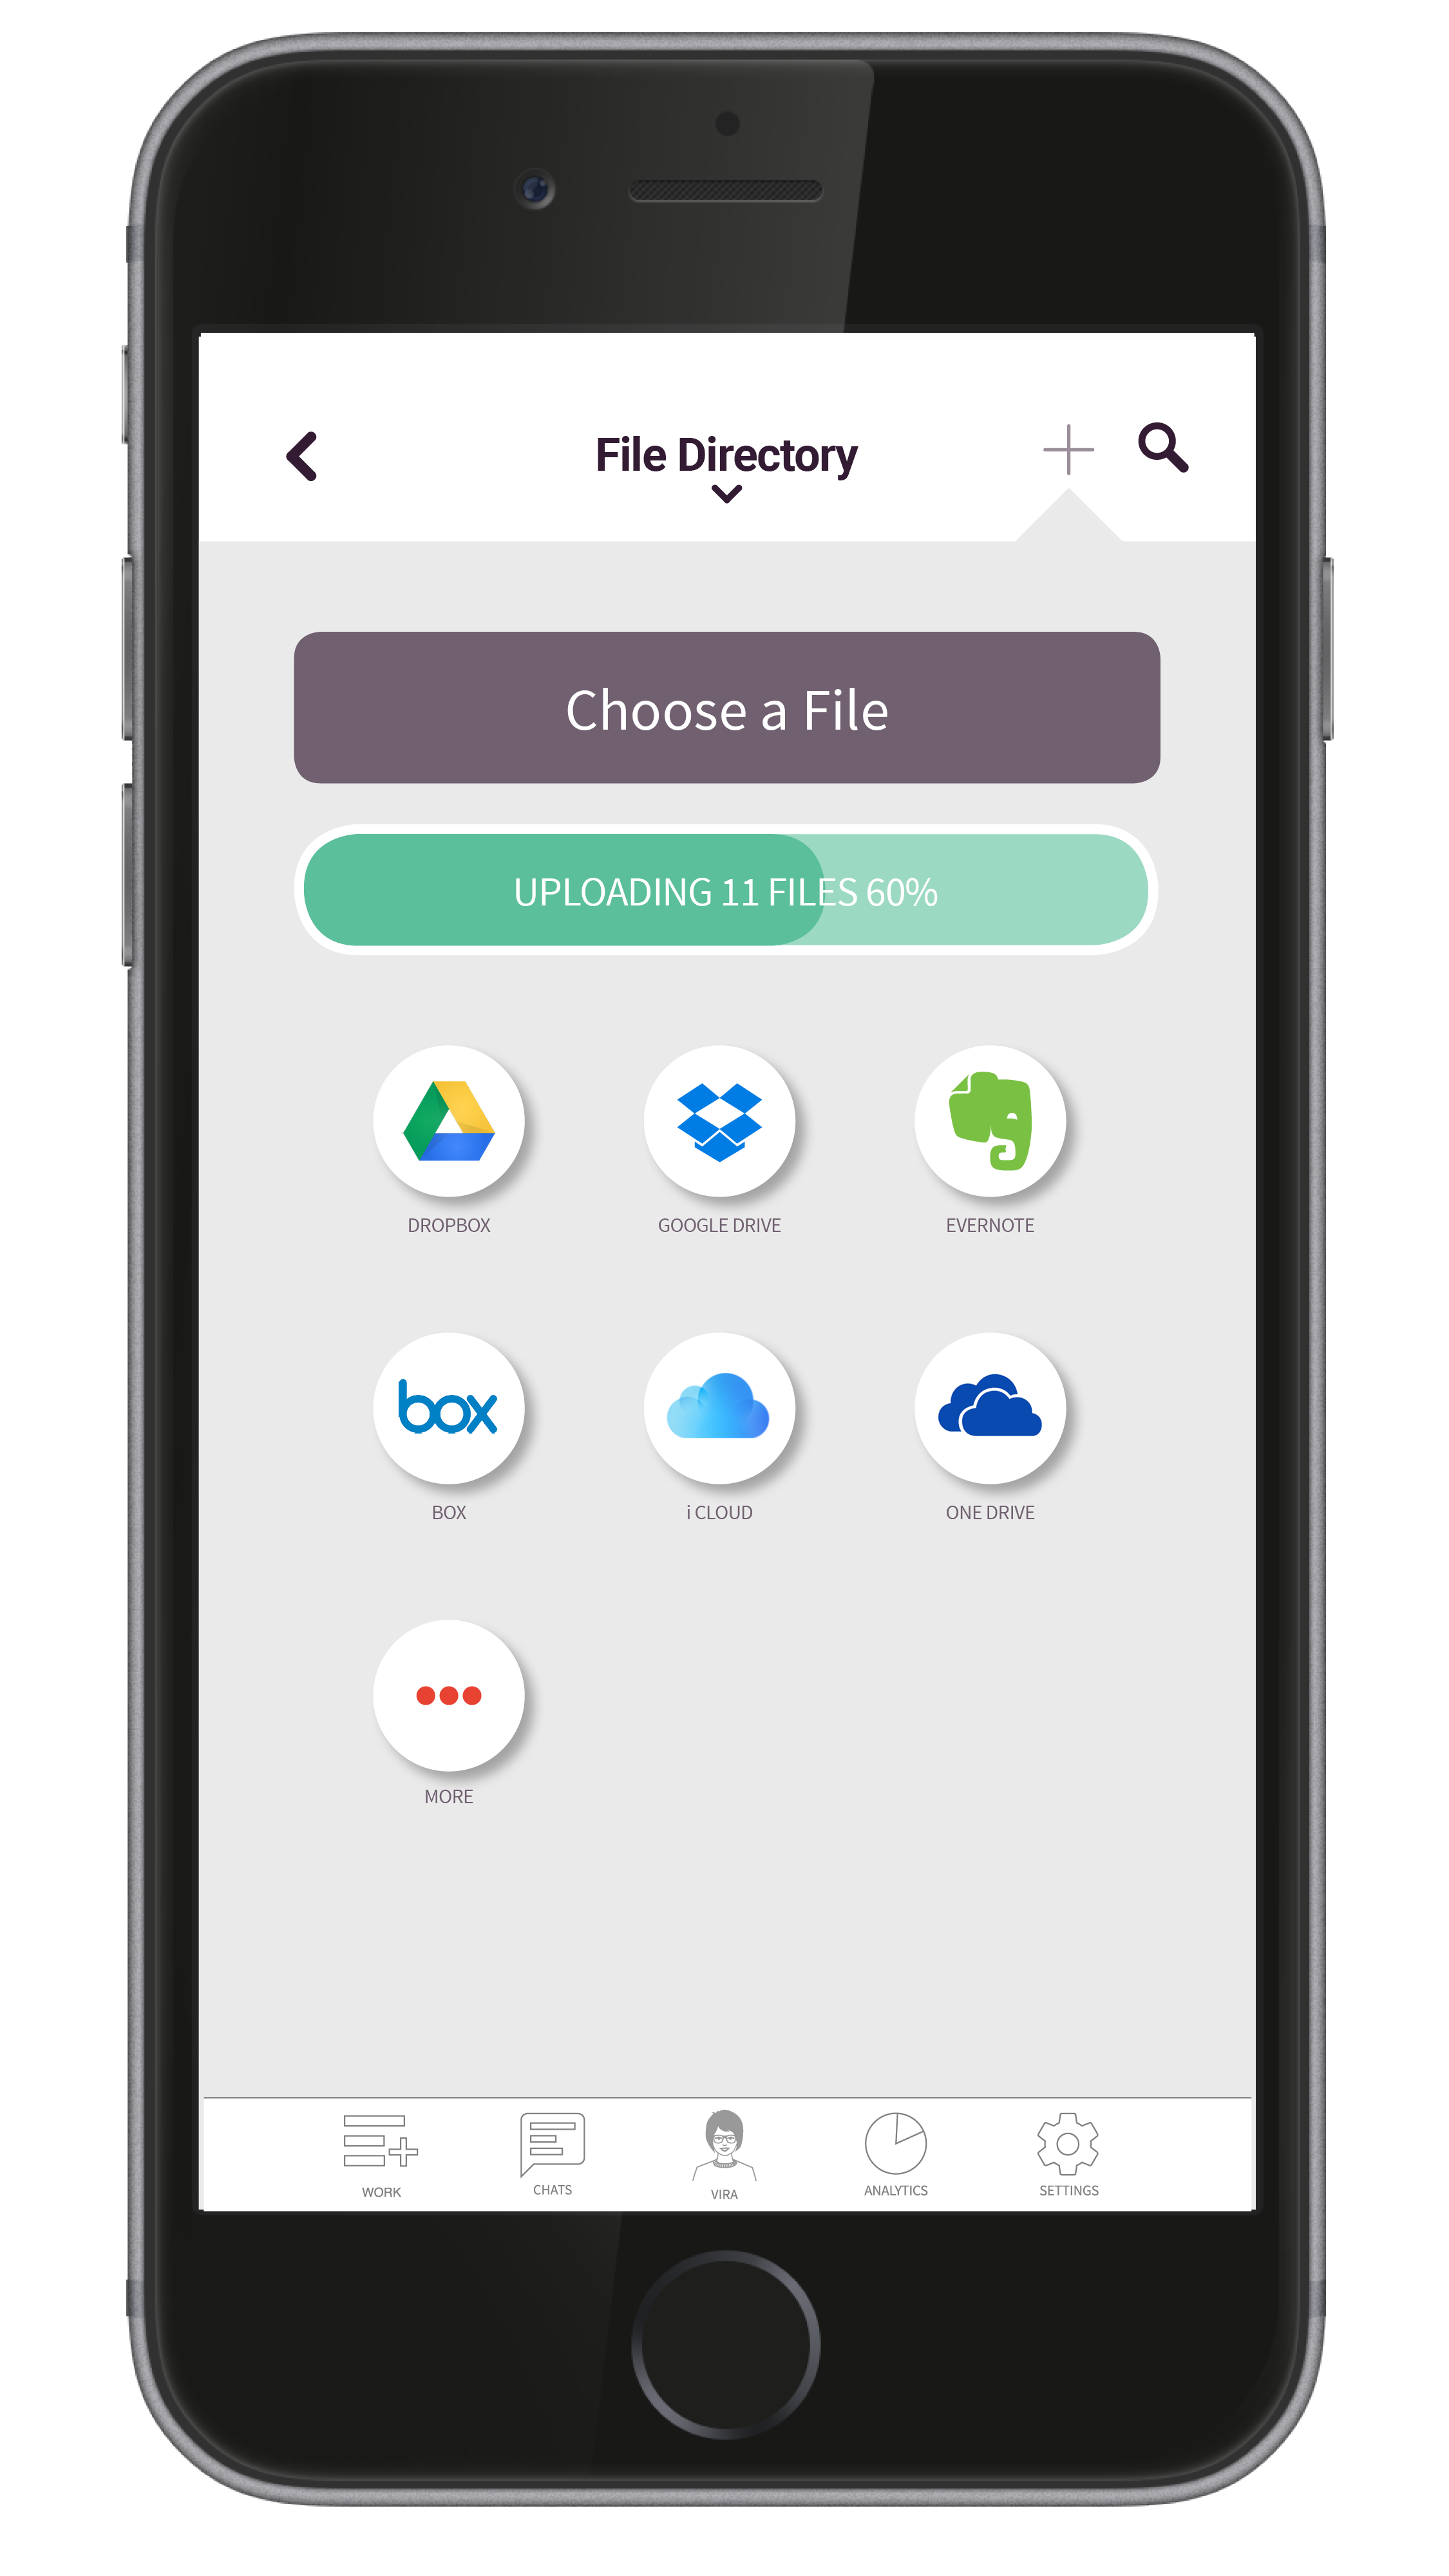 File Directory
Choose a File
UPLOADING 11 FILES 60%
DROPBOX
GOOGLE DRIVE
EVERNOTE
box
BOX
i CLOUD
ONE DRIVE
MORE
WORK
CHATS
VIRA
ANALYTICS
SETTINGS